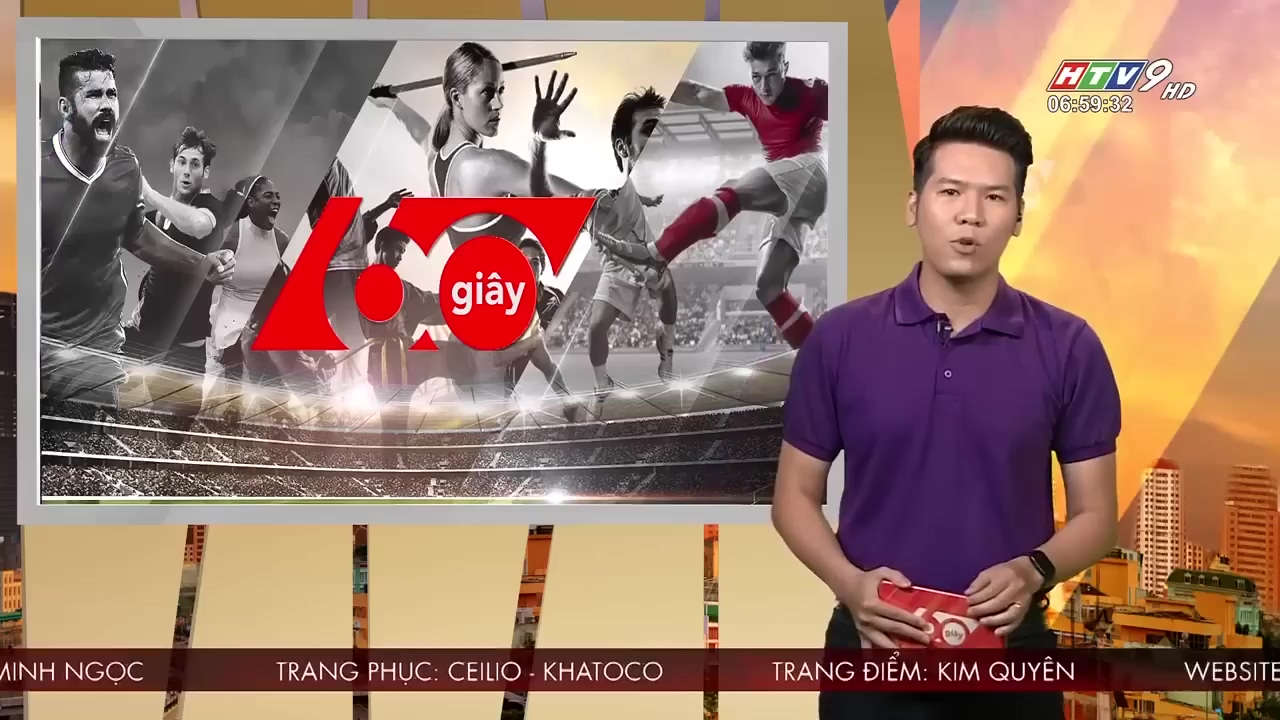 HTV9 HD
06:59:32
60 giây
giây
MINH NGỌC TRANG PHỤC: CEILIO - KHATOCO TRANG ĐIỂM: KIM QUYÊN WEBSITE